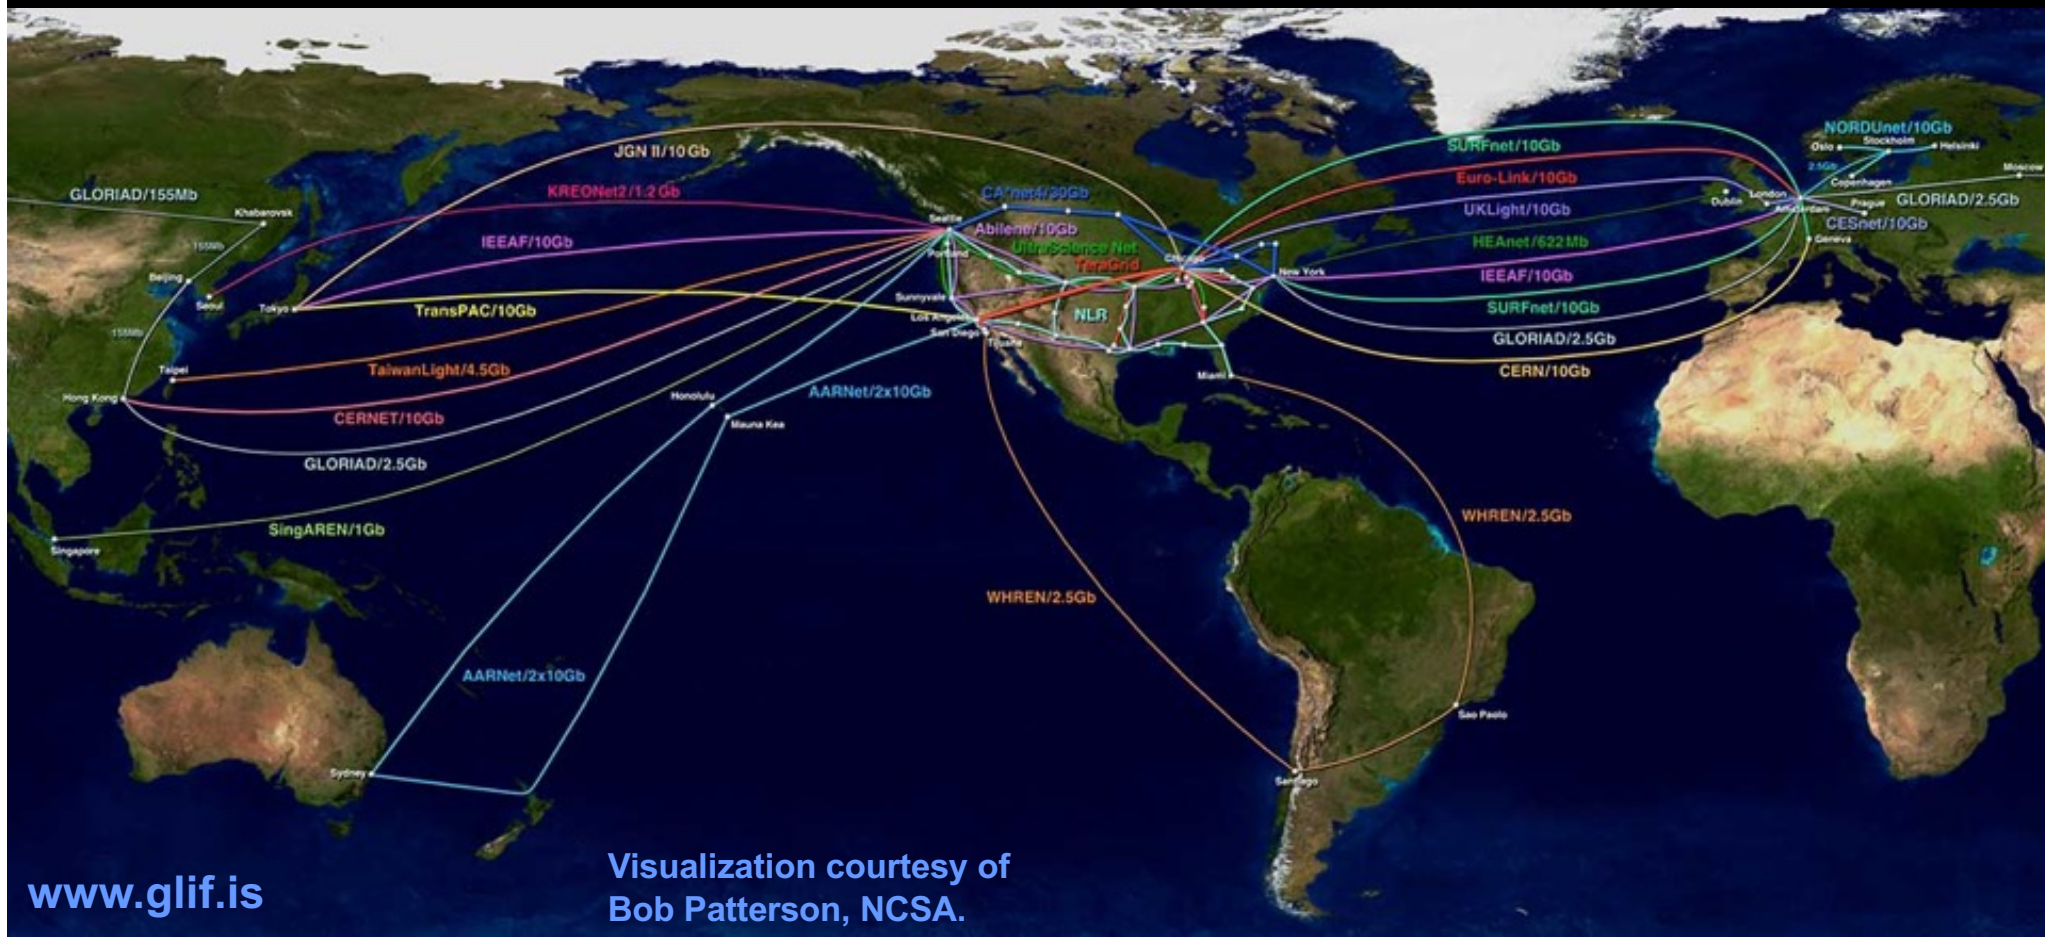 NORDUnet/10Gb
SURFnet/10Gb
Oslo
Stockholm
Helsinki
JGN II/10Gb
2.5Gb
Moscow
Euro-Link/10Gb
Copenhagen
KREONet2/1.2Gb
CA*net4/30Gb
GLORIAD/155Mb
London
Dublin
Amsterdam
Prague
GLORIAD/2.5Gb
Khabarovsk
Seattle
UKLight/10Gb
CESnet/10Gb
Abilene/10Gb
IEEAF/10Gb
155Mb
UltraScience Net
HEAnet/622Mb
Geneva
Portland
TeraGrid
Chicago
New York
IEEAF/10Gb
Beijing
Seoul
Tokyo
TransPAC/10Gb
Sunnyvale
SURFnet/10Gb
Los Angeles
NLR
155Mb
San Diego
Tijuana
GLORIAD/2.5Gb
Taipei
TaiwanLight/4.5Gb
Miami
CERN/10Gb
Hong Kong
AARNet/2x10Gb
Honolulu
CERNET/10Gb
Mauna Kea
GLORIAD/2.5Gb
WHREN/2.5Gb
SingAREN/1Gb
Singapore
WHREN/2.5Gb
AARNet/2x10Gb
Sao Paolo
Sydney
Santiago
Visualization courtesy of
Bob Patterson, NCSA.
www.glif.is